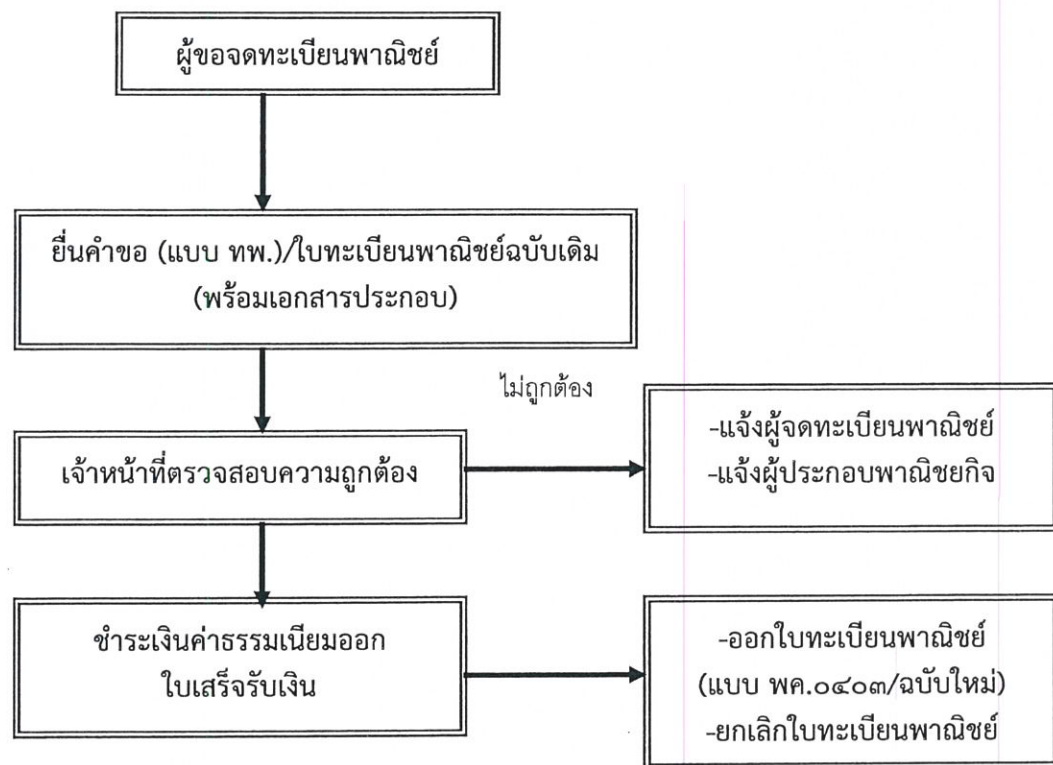 ผู้ขอจดทะเบียนพาณิชย์
ยื่นคำขอ (แบบ ทพ.)/ใบทะเบียนพาณิชย์ฉบับเดิม
(พร้อมเอกสารประกอบ)
ไม่ถูกต้อง
เจ้าหน้าที่ตรวจสอบความถูกต้อง
-แจ้งผู้จดทะเบียนพาณิชย์
-แจ้งผู้ประกอบพาณิชยกิจ
ชำระเงินค่าธรรมเนียมออก
ใบเสร็จรับเงิน
-ออกใบทะเบียนพาณิชย์
(แบบ พค.๐๔๐๓/ฉบับใหม่)
-ยกเลิกใบทะเบียนพาณิชย์